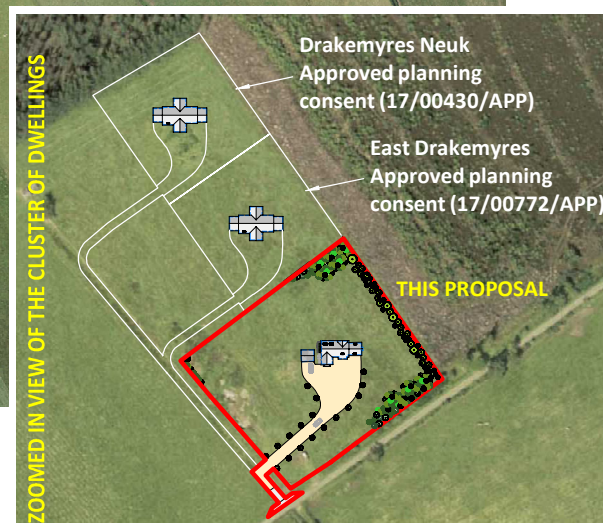 Drakemyres Neuk
Approved planning
consent (17/00430/APP)
East Drakemyres
Approved planning
consent (17/00772/APP)
THIS PROPOSAL
ZOOMED IN VIEW OF THE CLUSTER OF DWELLINGS